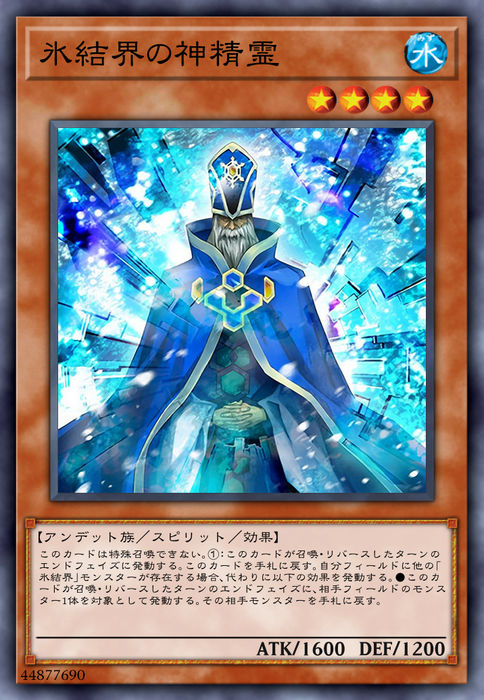 氷結界の神精霊
みず
水
【アンデット族／スピリット／効果】
このカードは特殊召喚できない。①：このカードが召喚・リバースしたターンの
エンドフェイズに発動する。このカードを手札に戻す。自分フィールドに他の「
氷結界」モンスターが存在する場合、代わりに以下の効果を発動する。●このカ
ードが召喚・リバースしたターンのエンドフェイズに、相手フィールドのモンス
ター1体を対象として発動する。その相手モンスターを手札に戻す。
ATK/1600 DEF/1200
44877690